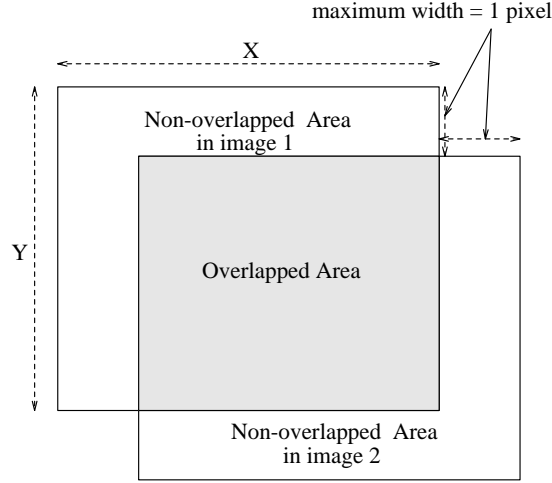 maximum width = 1 pixel
X
Non-overlapped Area
in image 1
Y
Overlapped Area
Non-overlapped Area
in image 2